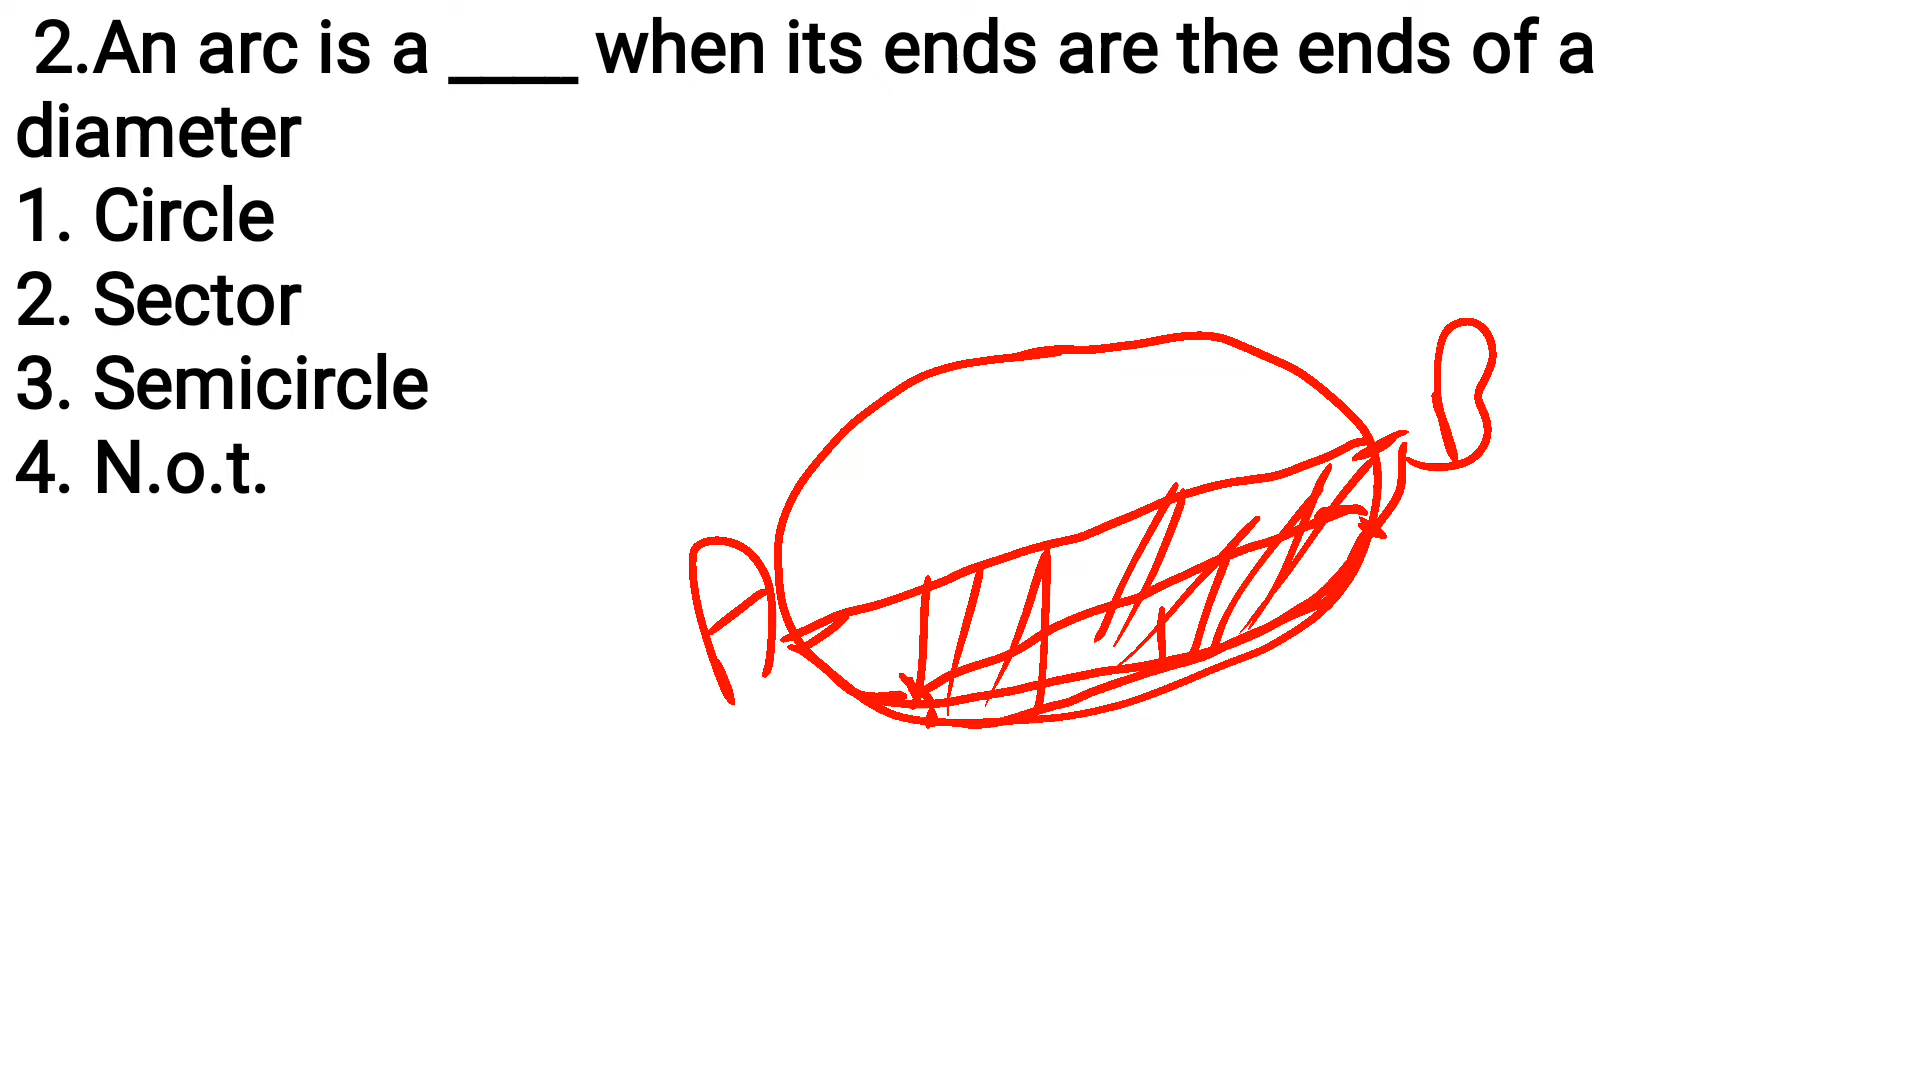 2.An arc is a ____ when its ends are the ends of a
diameter
1. Circle
2. Sector
3. Semicircle
4. N.o.t.
B
A